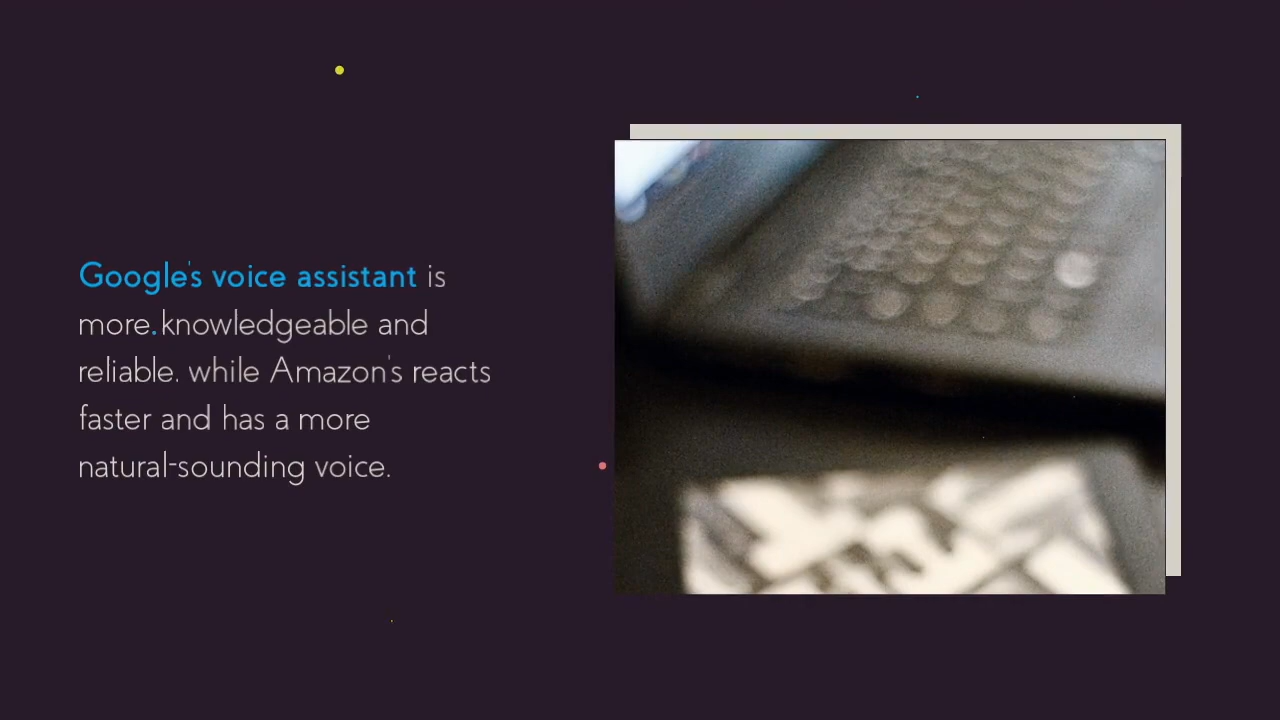 Google's voice assistant is
more knowledgeable and
reliable, while Amazon's reacts
faster and has a more
natural-sounding voice.